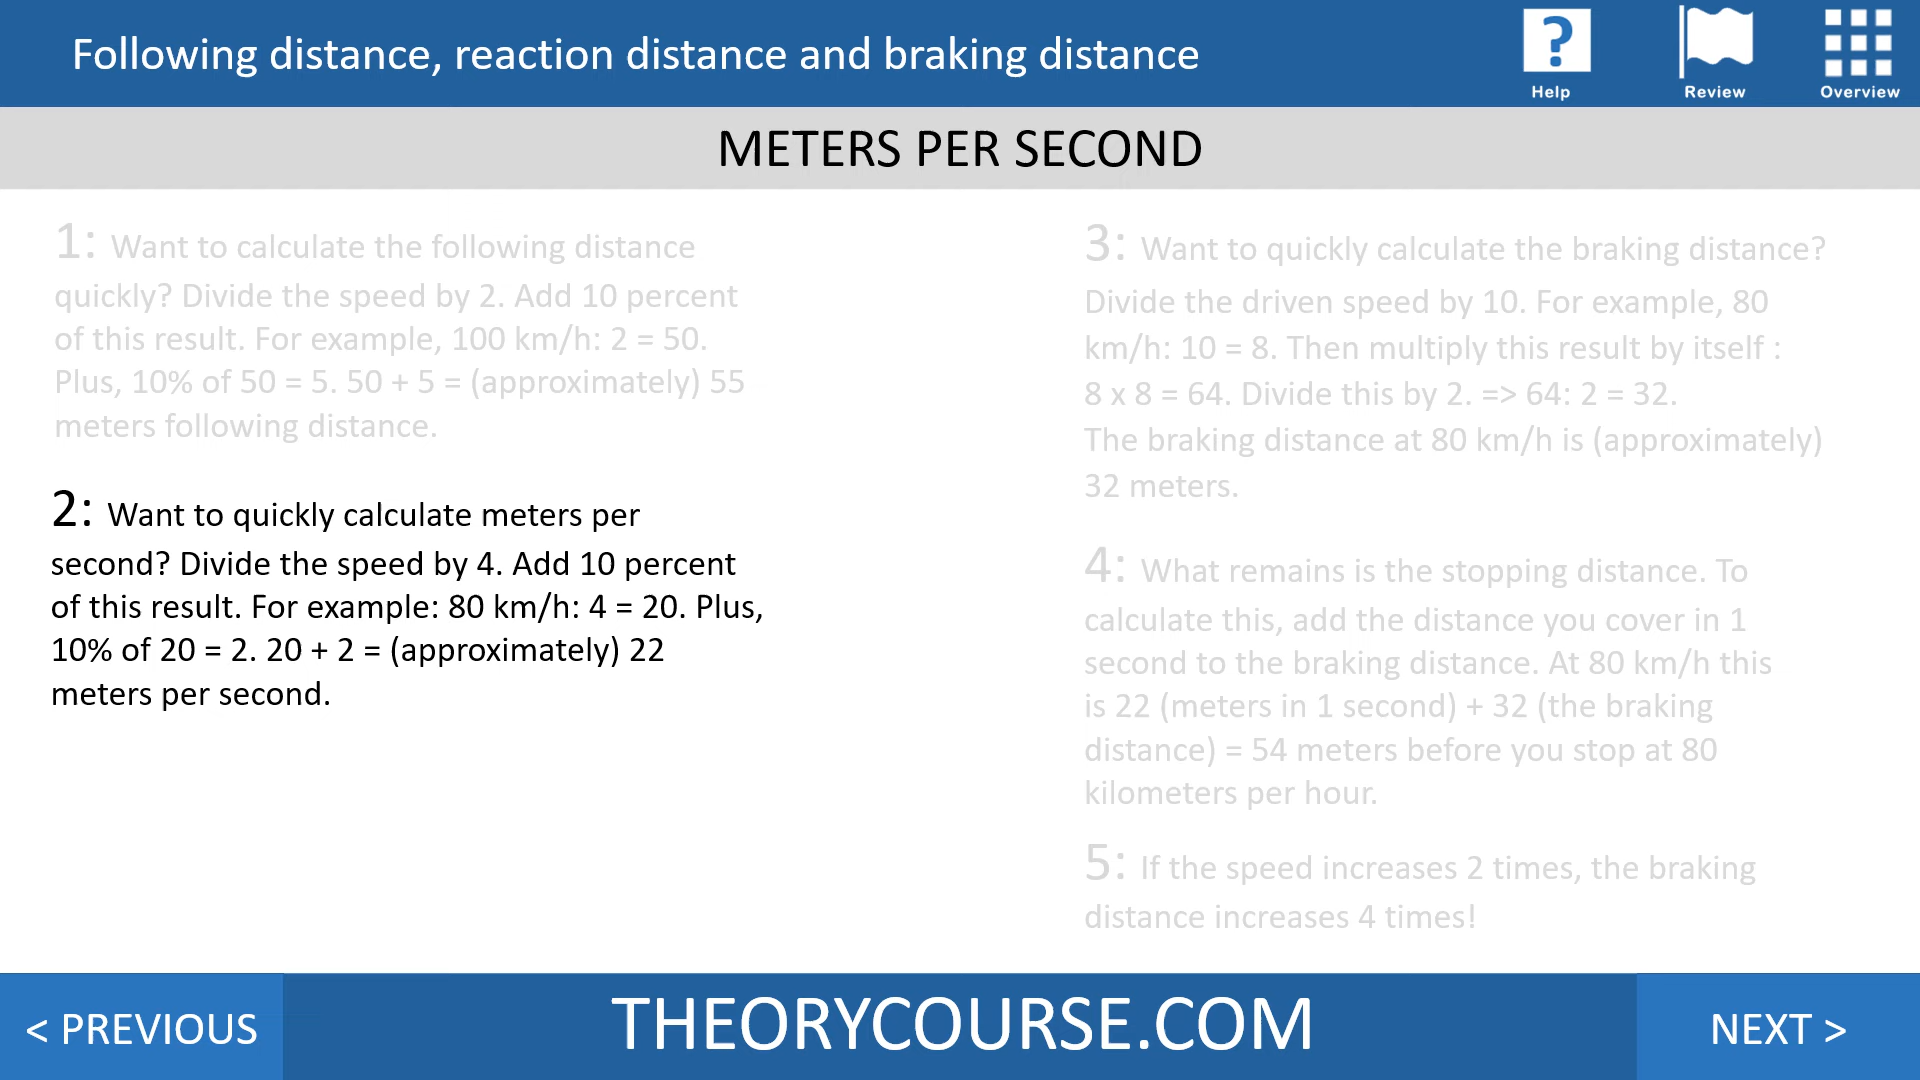 Following distance, reaction distance and braking distance
Help
Review
Overview
METERS PER SECOND
1: Want to calculate the following distance
quickly? Divide the speed by 2. Add 10 percent
of this result. For example, 100 km/h: 2 = 50.
Plus, 10% of 50 = 5. 50 + 5 = (approximately) 55
meters following distance.
2: Want to quickly calculate meters per
second? Divide the speed by 4. Add 10 percent
of this result. For example: 80 km/h: 4 = 20. Plus,
10% of 20 = 2. 20 + 2 = (approximately) 22
meters per second.
3: Want to quickly calculate the braking distance?
Divide the driven speed by 10. For example, 80
km/h: 10 = 8. Then multiply this result by itself :
8 x 8 = 64. Divide this by 2. => 64: 2 = 32.
The braking distance at 80 km/h is (approximately)
32 meters.
4: What remains is the stopping distance. To
calculate this, add the distance you cover in 1
second to the braking distance. At 80 km/h this
is 22 (meters in 1 second) + 32 (the braking
distance) = 54 meters before you stop at 80
kilometers per hour.
5: If the speed increases 2 times, the braking
distance increases 4 times!
< PREVIOUS
THEORYCOURSE.COM
NEXT >